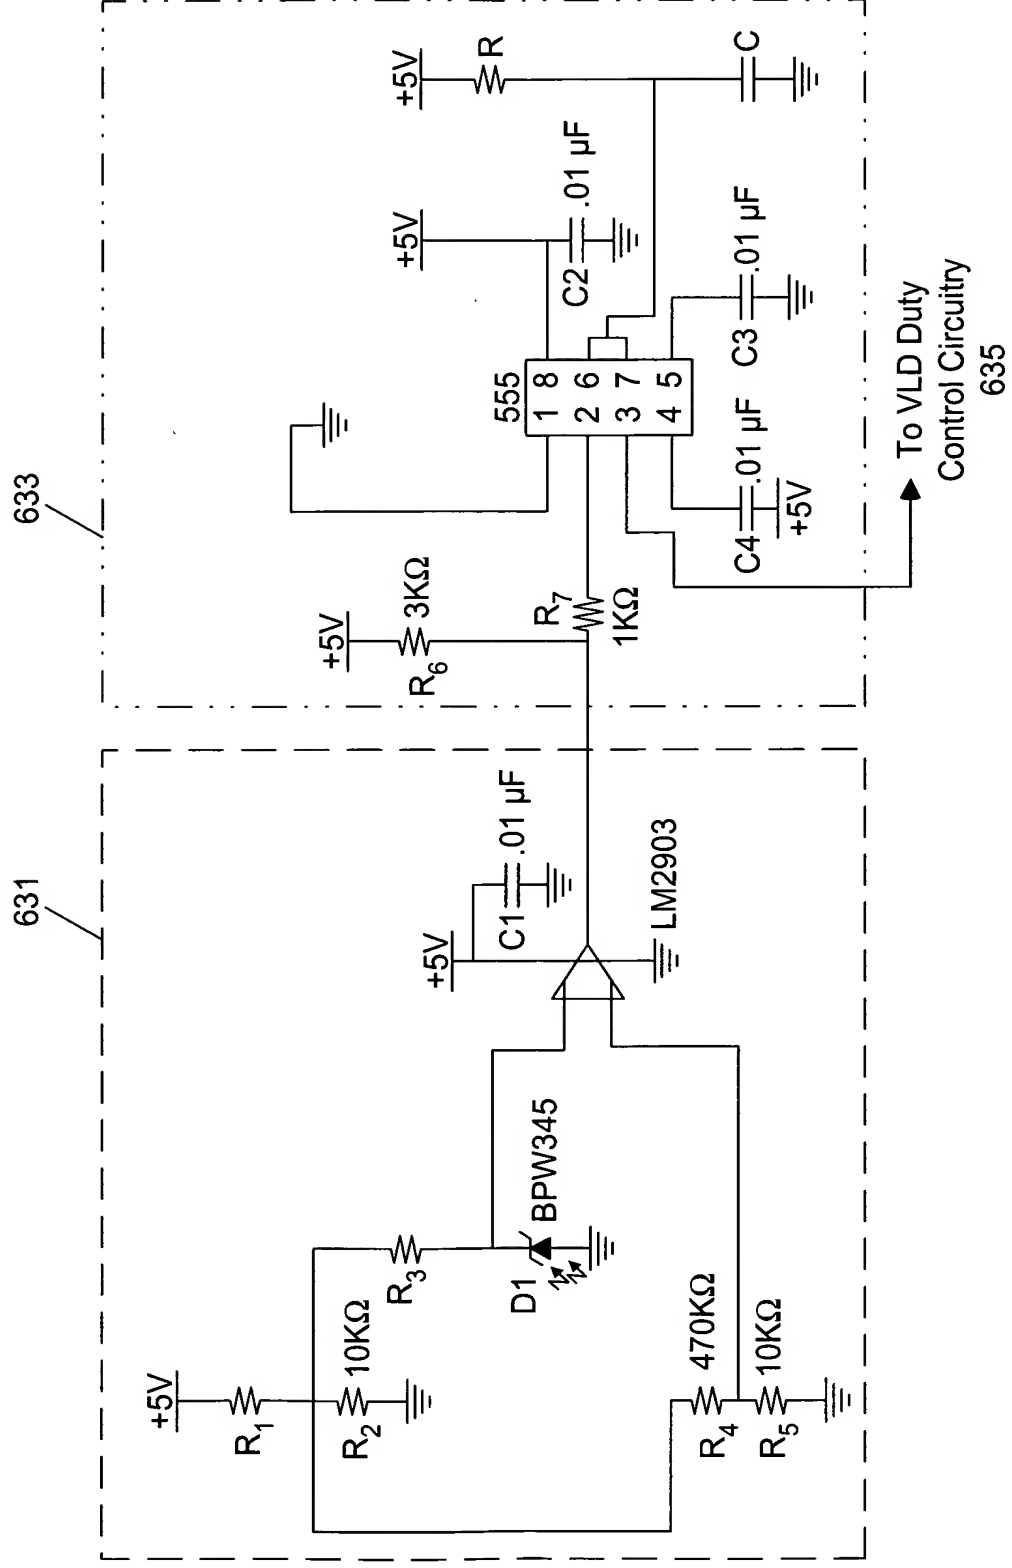 631
633
+5V
R1
R2
10KΩ
R3
D1
BPW345
R4
470KΩ
R5
10KΩ
+5V
C1
.01 µF
LM2903
+5V
R6
3KΩ
R7
1KΩ
555
1 8
2 6
3 7
4 5
+5V
C2
.01 µF
+5V
R
C
C3
.01 µF
C4
.01 µF
+5V
To VLD Duty
Control Circuitry
635